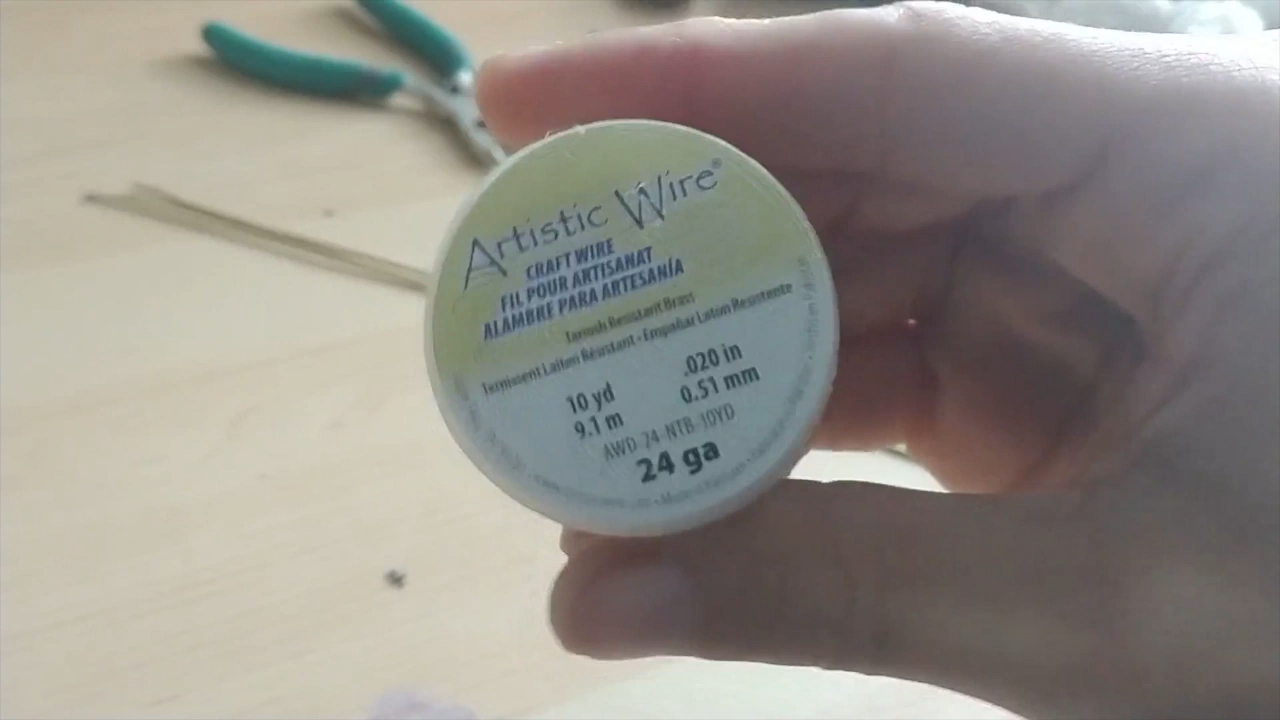 Artistic Wire®
CRAFT WIRE
FIL POUR ARTISANAT
ALAMBRE PARA ARTESANÍA
Tarnish Resistant Brass
Ternissent Laiton Résistant • Empañar Laton Resistente
10 yd .020 in
9.1 m 0.51 mm
AWD-24-NTB-10YD
24 ga